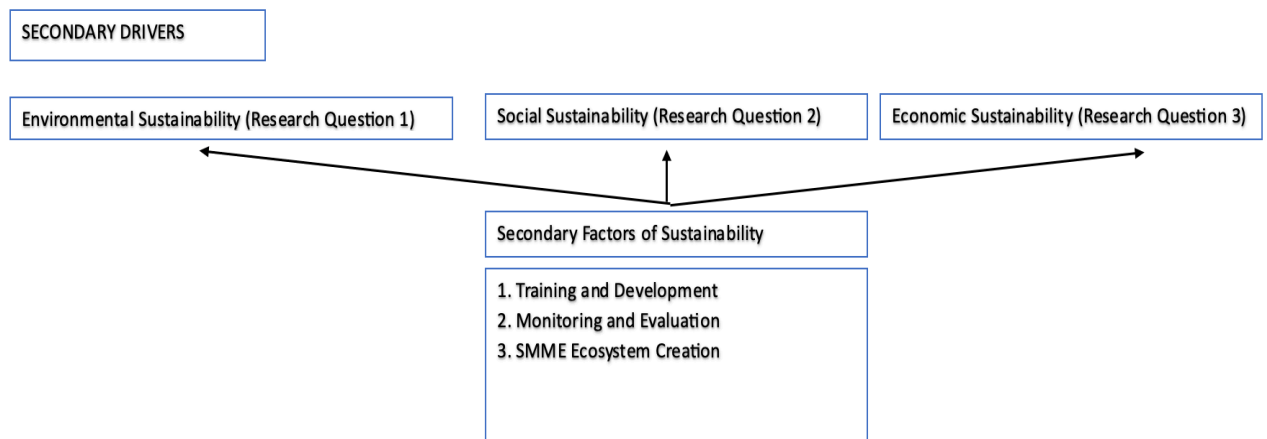 SECONDARY DRIVERS
Environmental Sustainability (Research Question 1)
Social Sustainability (Research Question 2)
Economic Sustainability (Research Question 3)
Secondary Factors of Sustainability
1. Training and Development
2. Monitoring and Evaluation
3. SMME Ecosystem Creation